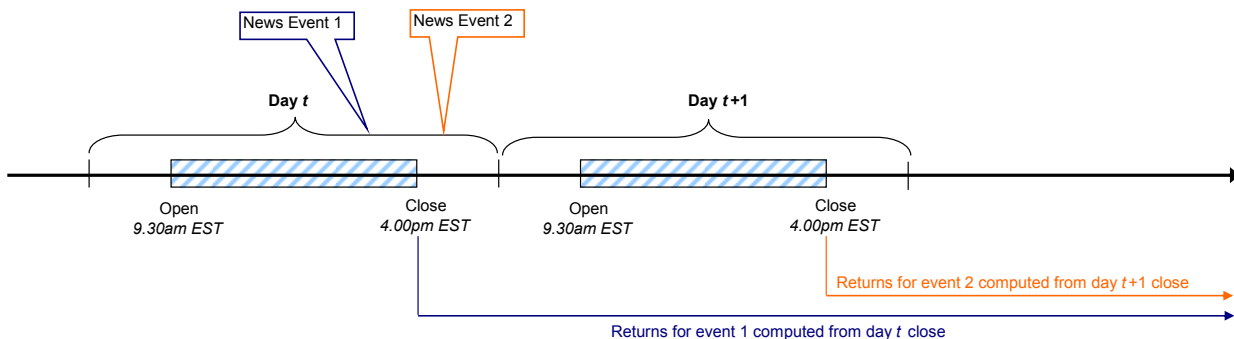 News Event 1
News Event 2
Day t
Day t+1
Open
9.30am EST
Close
4.00pm EST
Open
9.30am EST
Close
4.00pm EST
Returns for event 2 computed from day t+1 close
Returns for event 1 computed from day t close